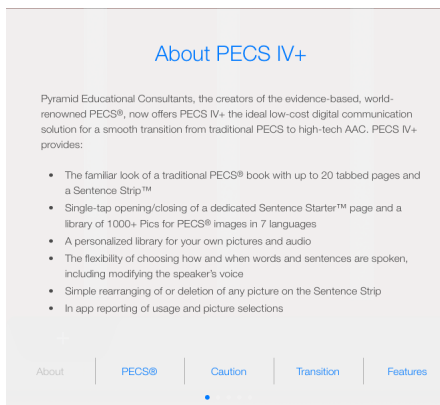 About PECS IV+
Pyramid Educational Consultants, the creators of the evidence-based, world-
renowned PECS®, now offers PECS IV+ the ideal low-cost digital communication
solution for a smooth transition from traditional PECS to high-tech AAC. PECS IV+
provides:
• The familiar look of a traditional PECS® book with up to 20 tabbed pages and
a Sentence Strip™
• Single-tap opening/closing of a dedicated Sentence Starter™ page and a
library of 1000+ Pics for PECS® images in 7 languages
• A personalized library for your own pictures and audio
• The flexibility of choosing how and when words and sentences are spoken,
including modifying the speaker's voice
• Simple rearranging of or deletion of any picture on the Sentence Strip
• In app reporting of usage and picture selections
About PECS® Caution Transition Features